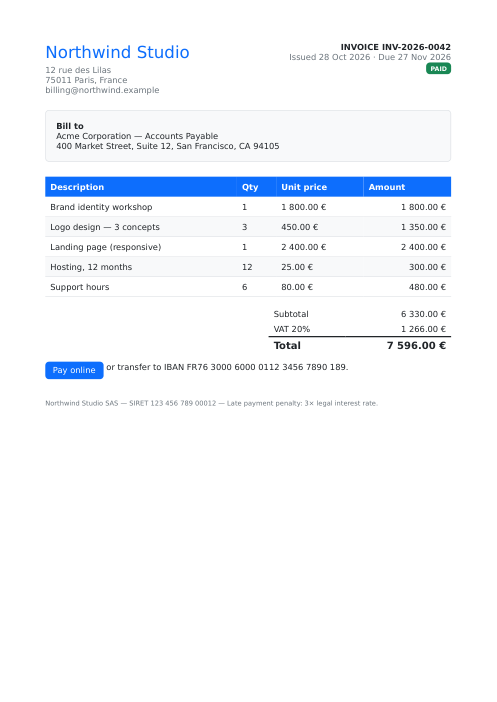 Northwind Studio
12 rue des Lilas
75011 Paris, France
billing@northwind.example
INVOICE INV-2026-0042
Issued 28 Oct 2026 · Due 27 Nov 2026
PAID
Bill to
Acme Corporation — Accounts Payable
400 Market Street, Suite 12, San Francisco, CA 94105
Description Qty Unit price Amount
Brand identity workshop 1 1 800.00 € 1 800.00 €
Logo design — 3 concepts 3 450.00 € 1 350.00 €
Landing page (responsive) 1 2 400.00 € 2 400.00 €
Hosting, 12 months 12 25.00 € 300.00 €
Support hours 6 80.00 € 480.00 €
Subtotal 6 330.00 €
VAT 20% 1 266.00 €
Total 7 596.00 €
Pay online or transfer to IBAN FR76 3000 6000 0112 3456 7890 189.
Northwind Studio SAS — SIRET 123 456 789 00012 — Late payment penalty: 3× legal interest rate.